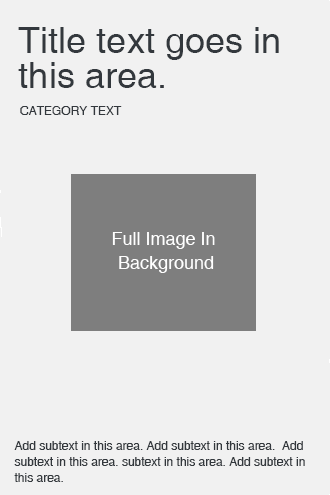 Title text goes in
this area.
CATEGORY TEXT
Full Image In
Background
Add subtext in this area. Add subtext in this area.  Add
subtext in this area. subtext in this area. Add subtext in
this area.